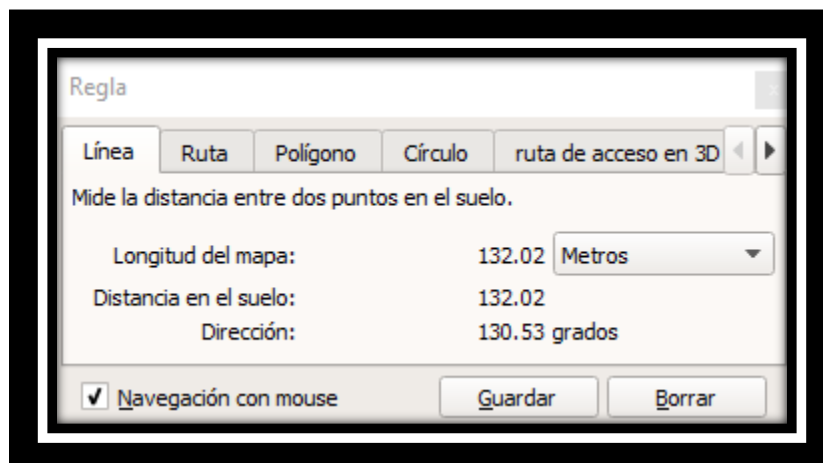 Regla
Línea Ruta Polígono Círculo ruta de acceso en 3D
Mide la distancia entre dos puntos en el suelo.
Longitud del mapa: 132.02 Metros
Distancia en el suelo: 132.02
Dirección: 130.53 grados
Navegación con mouse Guardar Borrar